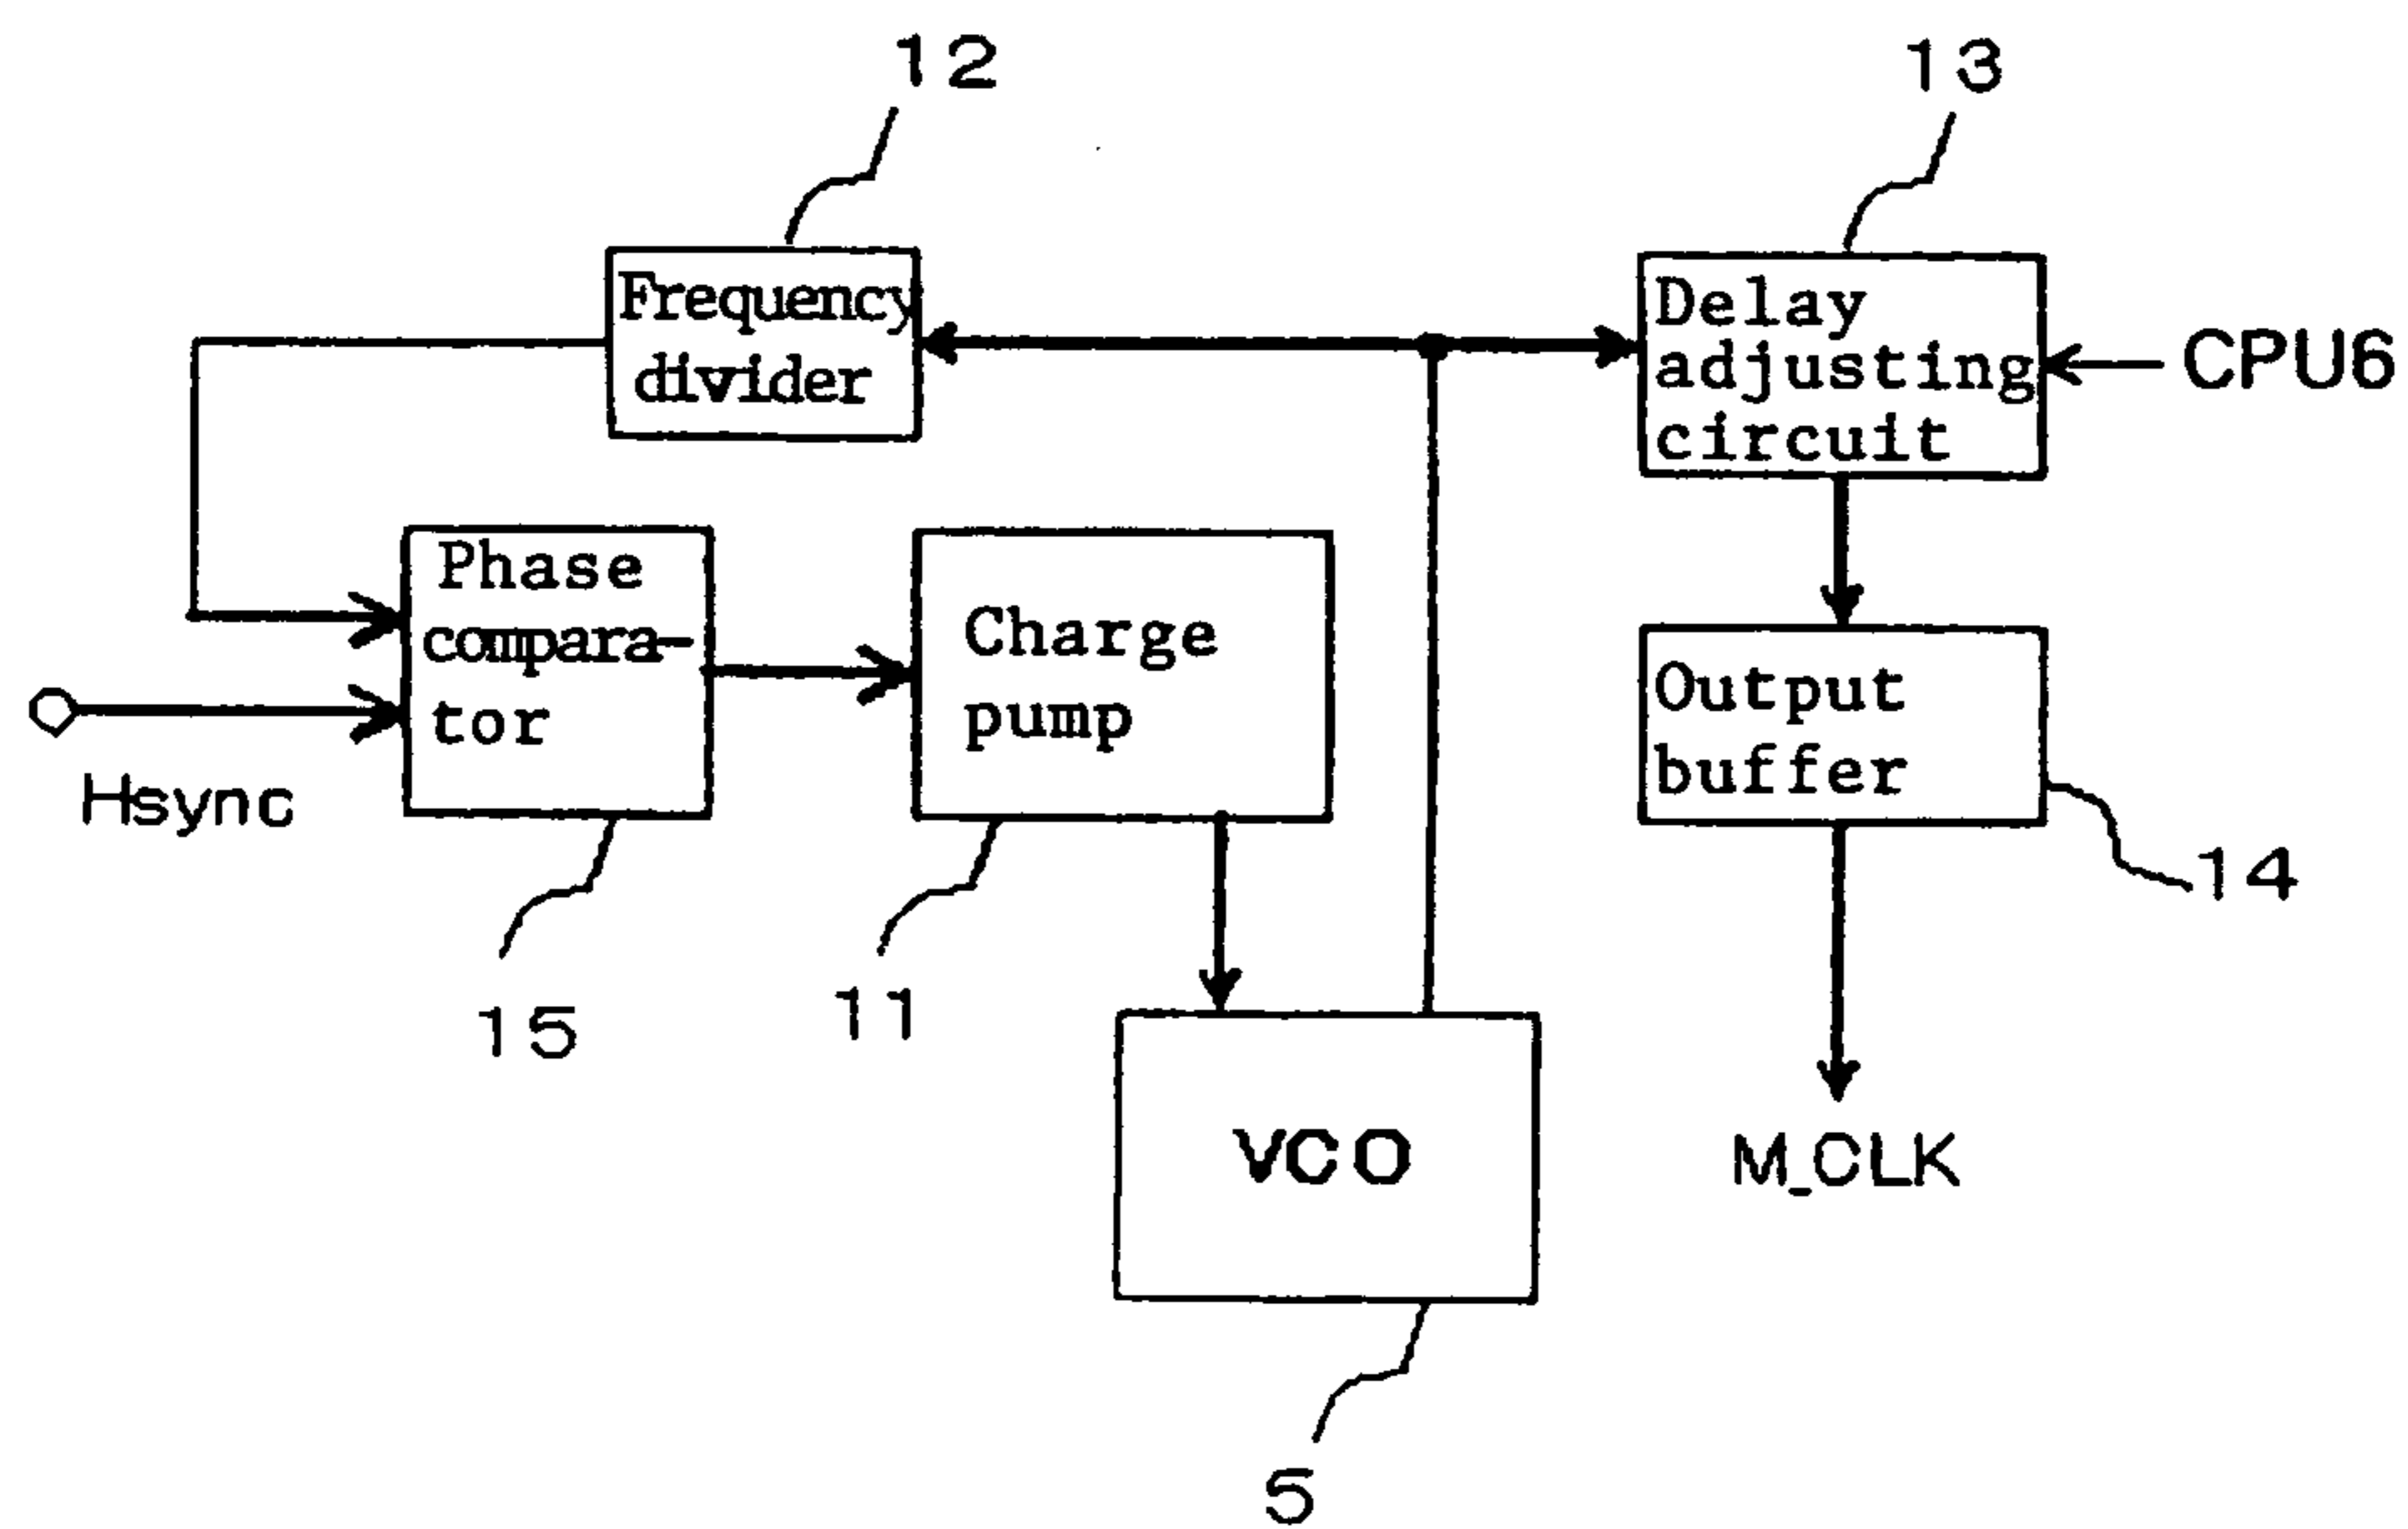 12
13
Frequency
divider
Delay
adjusting
circuit
CPU6
Phase
compara-
tor
Charge
pump
Output
buffer
Hsync
14
15
11
VCO
M_CLK
5